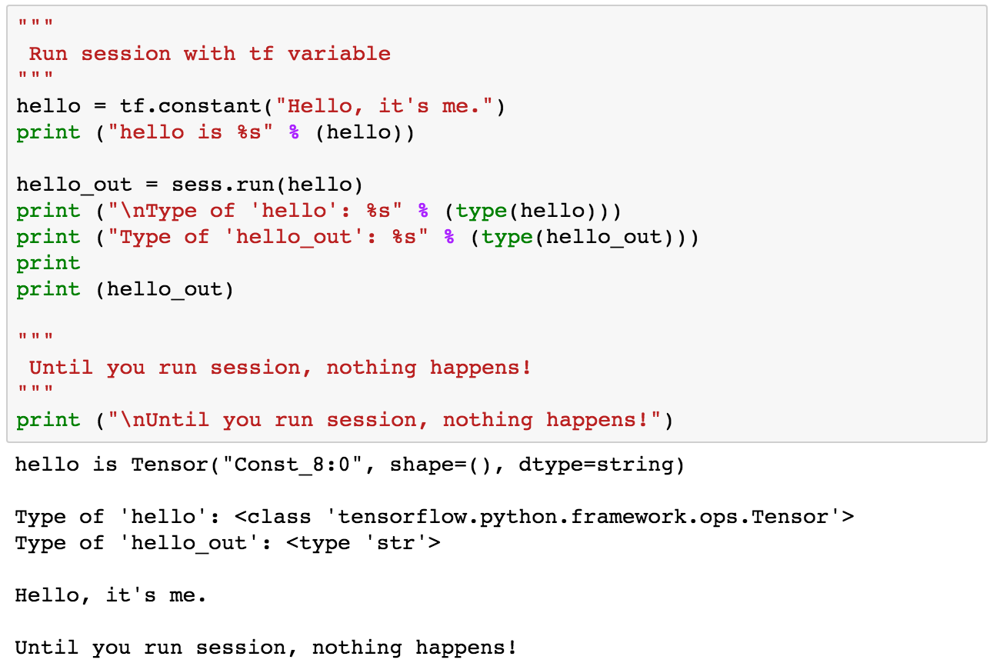 """
 Run session with tf variable
"""
hello = tf.constant("Hello, it's me.")
print ("hello is %s" % (hello))

hello_out = sess.run(hello)
print ("\nType of 'hello': %s" % (type(hello)))
print ("Type of 'hello_out': %s" % (type(hello_out)))
print
print (hello_out)

"""
 Until you run session, nothing happens!
"""
print ("\nUntil you run session, nothing happens!")
hello is Tensor("Const_8:0", shape=(), dtype=string)

Type of 'hello': <class 'tensorflow.python.framework.ops.Tensor'>
Type of 'hello_out': <type 'str'>

Hello, it's me.

Until you run session, nothing happens!